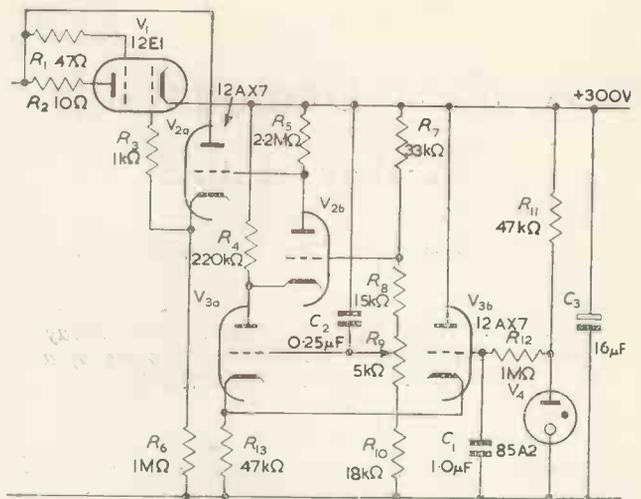 V1
12E1
R1 47Ω
R2 10Ω
12AX7
+300V
R3
1kΩ
V2a
R5
2.2MΩ
R7
33kΩ
V2b
R11
47kΩ
R4
220kΩ
V3a
R8
15kΩ
V3b
12AX7
C3
16μF
C2
0.25μF
R9
5kΩ
R12
1MΩ
V4
R6
1MΩ
R13
47kΩ
R10
18kΩ
C1
1.0μF
85A2